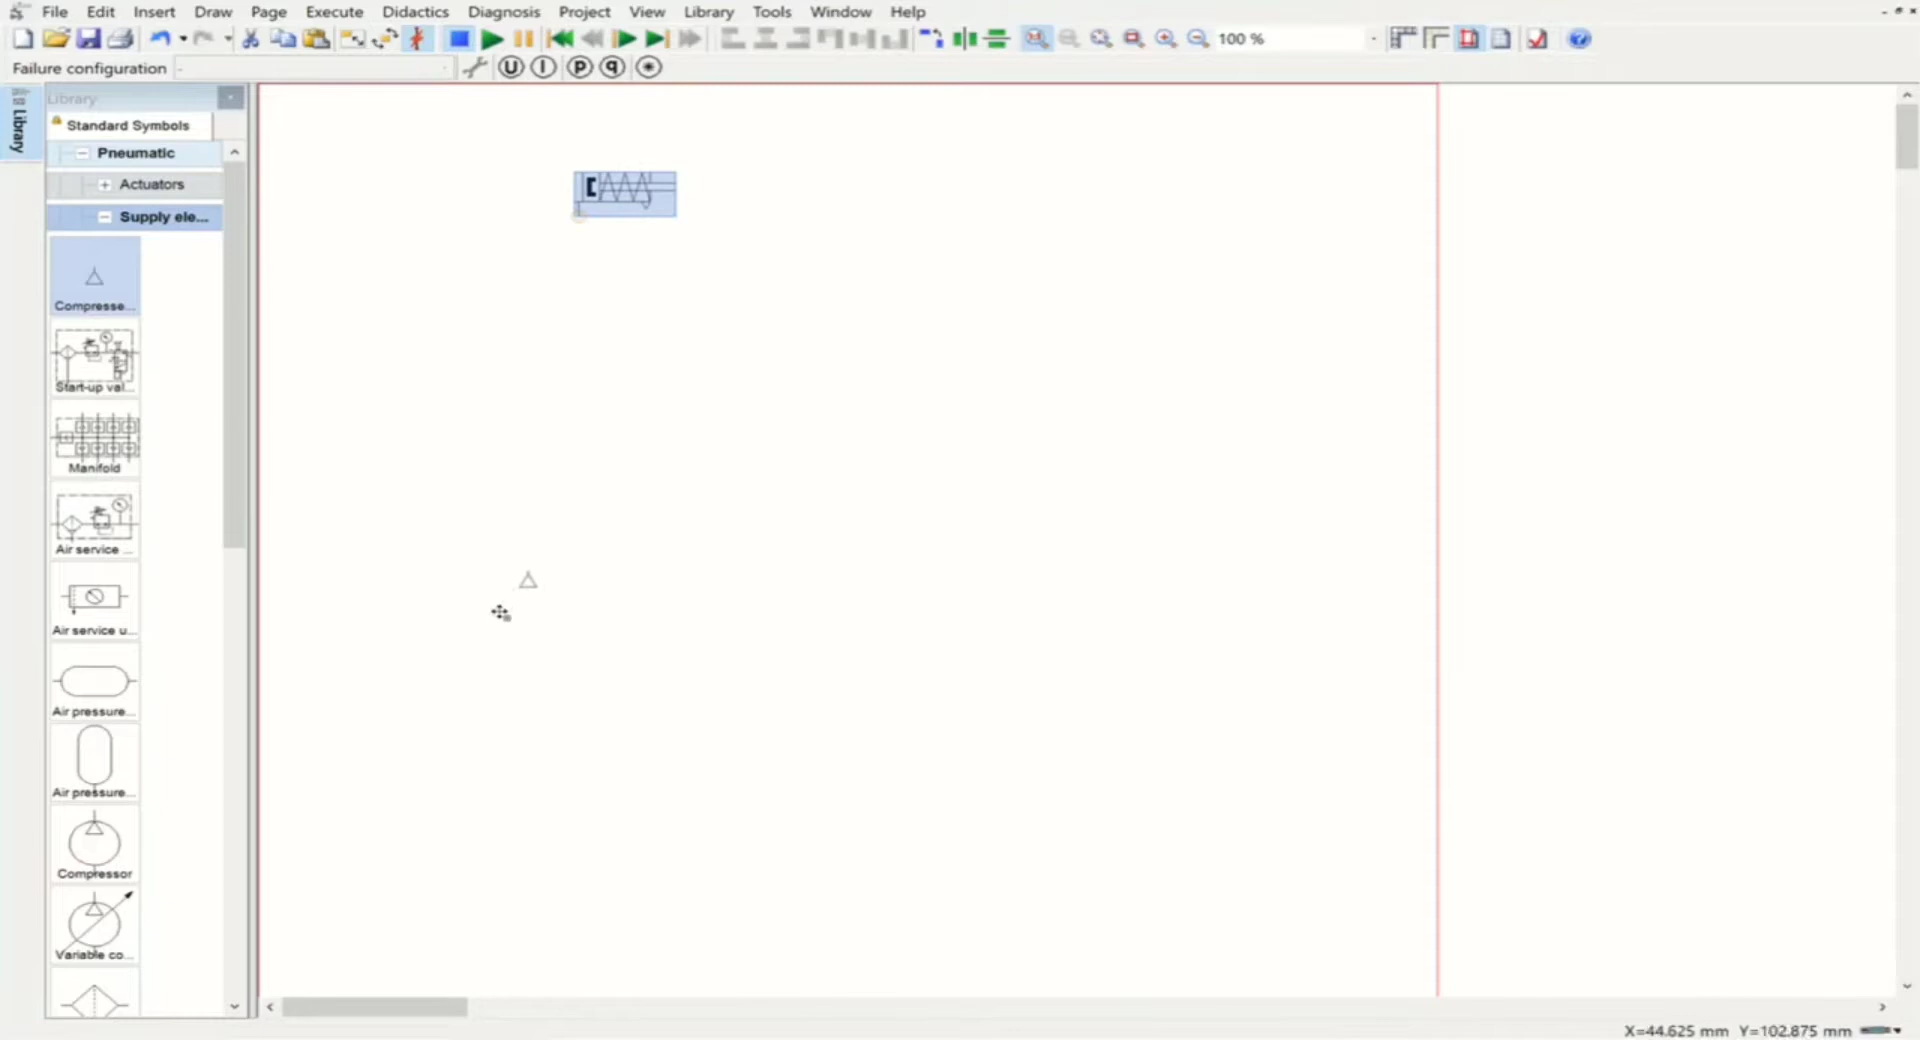 File Edit Insert Draw Page Execute Didactics Diagnosis Project View Library Tools Window Help
100 %
Failure configuration - U I p q
Library
Library
Standard Symbols
Pneumatic
Actuators
Supply ele...
Compresse...
Start-up val...
Manifold
Air service ...
Air service u...
Air pressure...
Air pressure...
Compressor
Variable co...
X=44.625 mm Y=102.875 mm